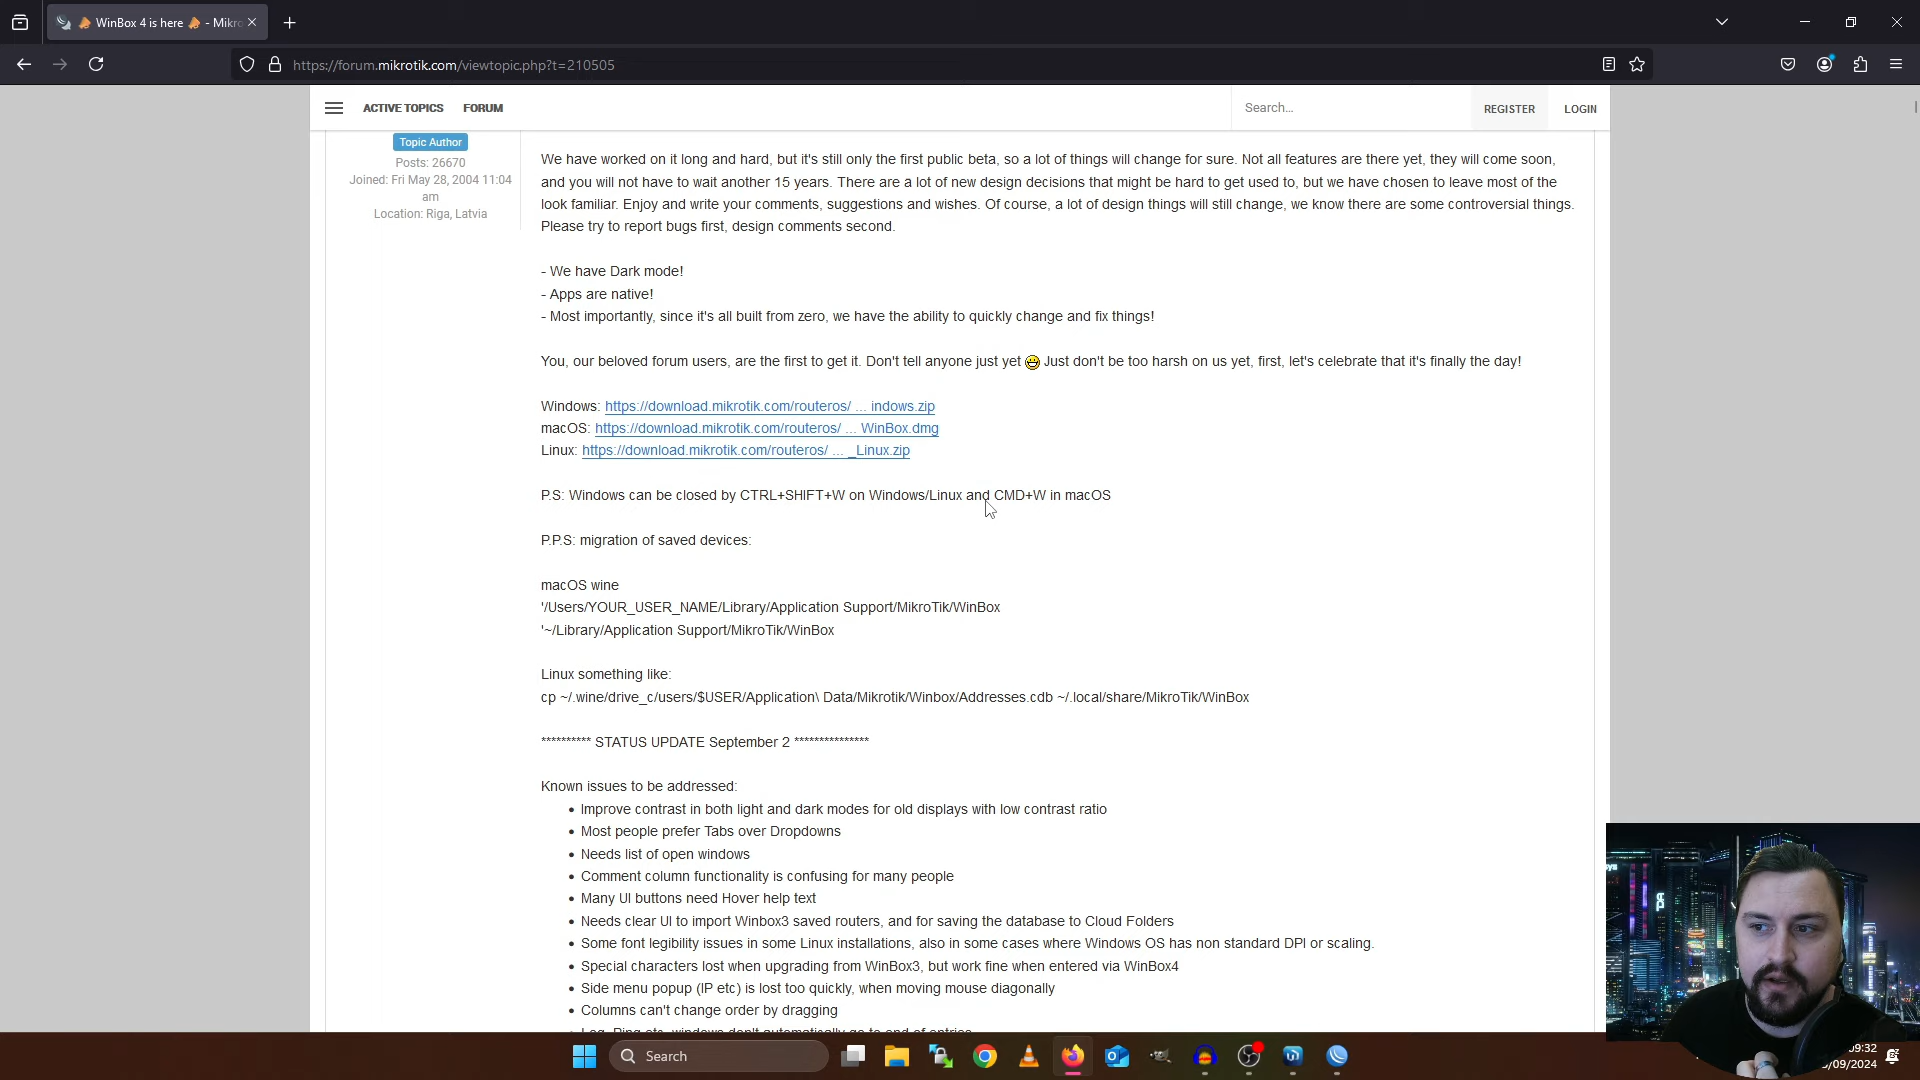 WinBox 4 is here - Mikro
https://forum.mikrotik.com/viewtopic.php?t=210505
ACTIVE TOPICS FORUM Search... REGISTER LOGIN
Topic Author
Posts: 26670
Joined: Fri May 28, 2004 11:04
am
Location: Riga, Latvia
We have worked on it long and hard, but it's still only the first public beta, so a lot of things will change for sure. Not all features are there yet, they will come soon,
and you will not have to wait another 15 years. There are a lot of new design decisions that might be hard to get used to, but we have chosen to leave most of the
look familiar. Enjoy and write your comments, suggestions and wishes. Of course, a lot of design things will still change, we know there are some controversial things.
Please try to report bugs first, design comments second.
- We have Dark mode!
- Apps are native!
- Most importantly, since it's all built from zero, we have the ability to quickly change and fix things!
You, our beloved forum users, are the first to get it. Don't tell anyone just yet Just don't be too harsh on us yet, first, let's celebrate that it's finally the day!
Windows: https://download.mikrotik.com/routeros/ ... indows.zip
macOS: https://download.mikrotik.com/routeros/ ... WinBox.dmg
Linux: https://download.mikrotik.com/routeros/ ... _Linux.zip
P.S: Windows can be closed by CTRL+SHIFT+W on Windows/Linux and CMD+W in macOS
P.P.S: migration of saved devices:
macOS wine
'/Users/YOUR_USER_NAME/Library/Application Support/MikroTik/WinBox
'~/Library/Application Support/MikroTik/WinBox
Linux something like:
cp ~/.wine/drive_c/users/$USER/Application\ Data/Mikrotik/Winbox/Addresses.cdb ~/.local/share/MikroTik/WinBox
********** STATUS UPDATE September 2 ***************
Known issues to be addressed:
• Improve contrast in both light and dark modes for old displays with low contrast ratio
• Most people prefer Tabs over Dropdowns
• Needs list of open windows
• Comment column functionality is confusing for many people
• Many UI buttons need Hover help text
• Needs clear UI to import Winbox3 saved routers, and for saving the database to Cloud Folders
• Some font legibility issues in some Linux installations, also in some cases where Windows OS has non standard DPI or scaling.
• Special characters lost when upgrading from WinBox3, but work fine when entered via WinBox4
• Side menu popup (IP etc) is lost too quickly, when moving mouse diagonally
• Columns can't change order by dragging
• Log, Ping etc. windows don't automatically go to end of entries
Search
09:32
/09/2024